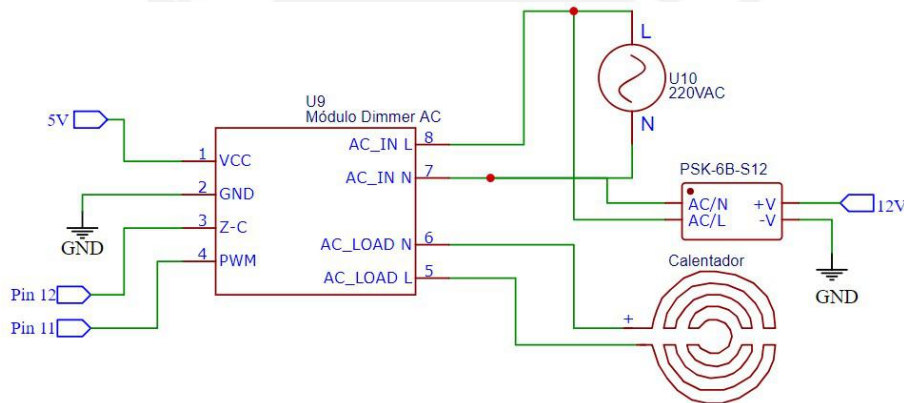 L
U10
220VAC
N
U9
Módulo Dimmer AC
5V
1 VCC
2 GND
3 Z-C
4 PWM
AC_IN L 8
AC_IN N 7
AC_LOAD N 6
AC_LOAD L 5
GND
Pin 12
Pin 11
PSK-6B-S12
AC/N +V
AC/L -V
12V
GND
Calentador
+